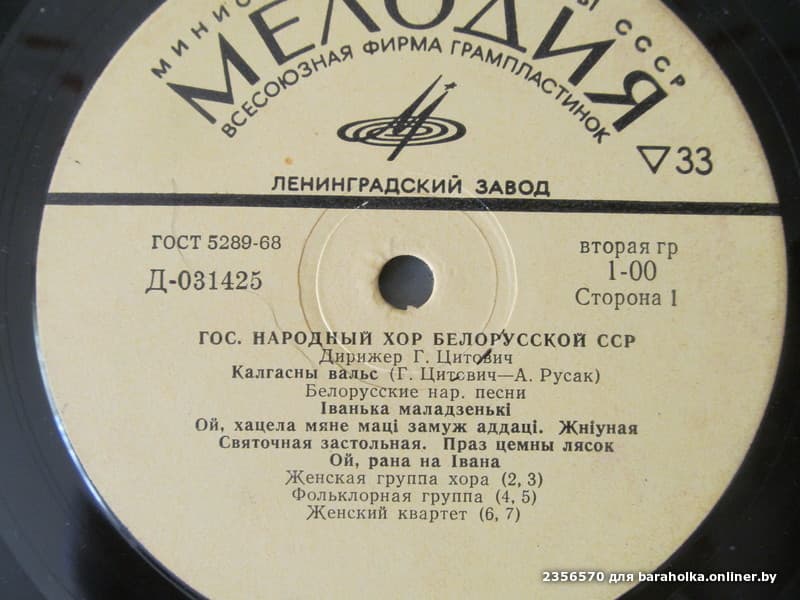 МЕЛОДИЯ
СССР
ВСЕСОЮЗНАЯ ФИРМА ГРАМПЛАСТИНОК
33
ЛЕНИНГРАДСКИЙ ЗАВОД
ГОСТ 5289-68
вторая гр
Д-031425
1-00
Сторона 1
ГОС. НАРОДНЫЙ ХОР БЕЛОРУССКОЙ ССР
Дирижер Г. Цитович
Калгасны вальс (Г. Цитович—А. Русак)
Белорусские нар. песни
Іванька маладзенькі
Ой, хацела мяне маці замуж аддаці. Жніуная
Святочная застольная. Праз цемны лясок
Ой, рана на Івана
Женская группа хора (2, 3)
Фольклорная группа (4, 5)
Женский квартет (6, 7)
2356570 для baraholka.onliner.by